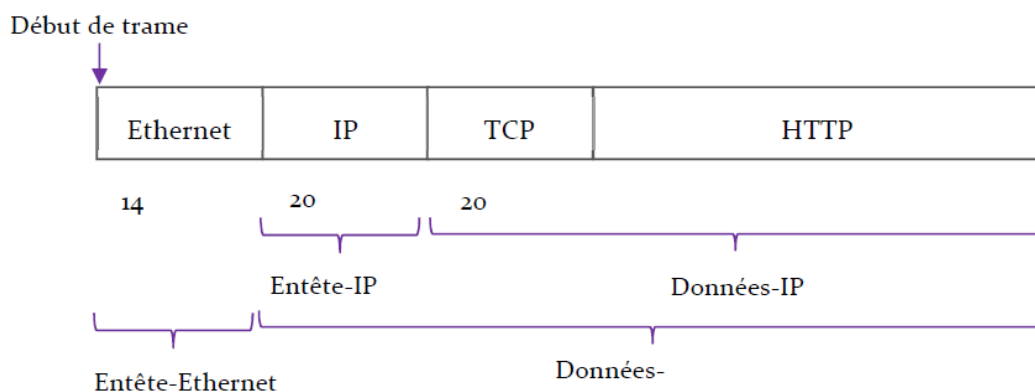 Début de trame
Ethernet IP TCP HTTP
14 20 20
Entête-IP Données-IP
Entête-Ethernet Données-